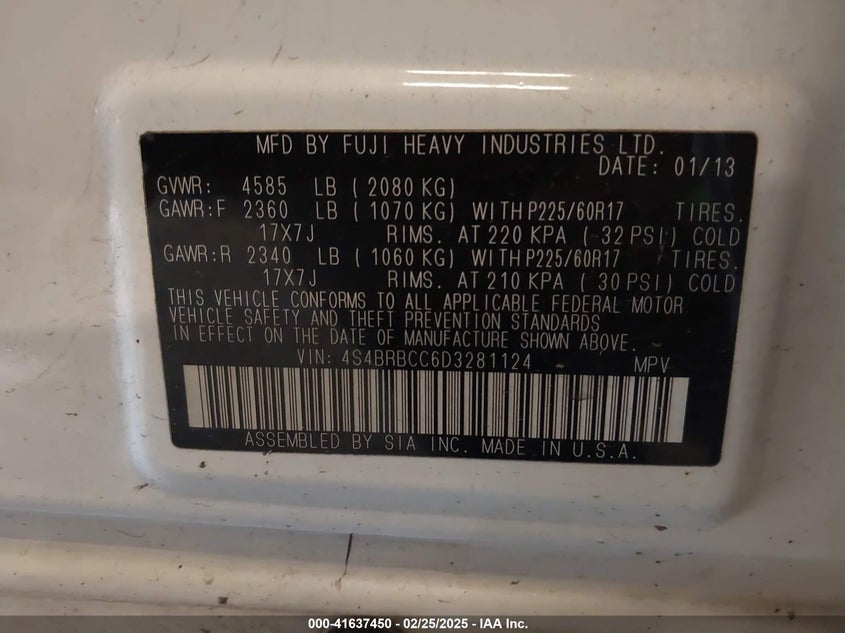 MFD BY FUJI HEAVY INDUSTRIES LTD.
DATE: 01/13
GVWR: 4585 LB ( 2080 KG)
GAWR:F 2360 LB ( 1070 KG) WITH P225/60R17 TIRES.
17X7J RIMS. AT 220 KPA ( 32 PSI) COLD
GAWR:R 2340 LB ( 1060 KG) WITH P225/60R17 TIRES.
17X7J RIMS. AT 210 KPA ( 30 PSI) COLD
THIS VEHICLE CONFORMS TO ALL APPLICABLE FEDERAL MOTOR
VEHICLE SAFETY AND THEFT PREVENTION STANDARDS
IN EFFECT ON THE DATE OF MANUFACTURE SHOWN ABOVE.
VIN: 4S4BRBCC6D3281124 MPV
ASSEMBLED BY SIA INC. MADE IN U.S.A.
000-41637450 - 02/25/2025 - IAA Inc.